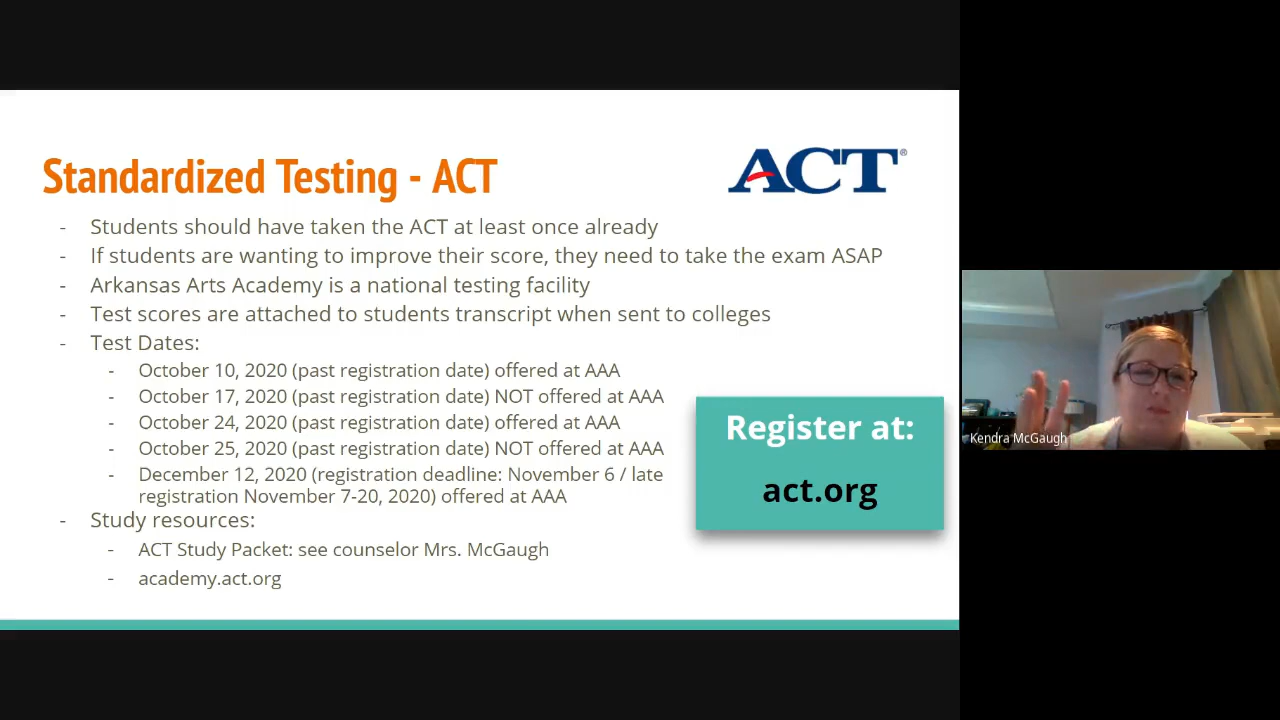 Standardized Testing - ACT
ACT®
- Students should have taken the ACT at least once already
- If students are wanting to improve their score, they need to take the exam ASAP
- Arkansas Arts Academy is a national testing facility
- Test scores are attached to students transcript when sent to colleges
- Test Dates:
- October 10, 2020 (past registration date) offered at AAA
- October 17, 2020 (past registration date) NOT offered at AAA
- October 24, 2020 (past registration date) offered at AAA
- October 25, 2020 (past registration date) NOT offered at AAA
- December 12, 2020 (registration deadline: November 6 / late
registration November 7-20, 2020) offered at AAA
- Study resources:
- ACT Study Packet: see counselor Mrs. McGaugh
- academy.act.org
Register at:
act.org
Kendra McGaugh